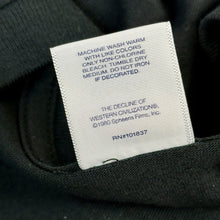 MACHINE WASH WARM
WITH LIKE COLORS
ONLY NON-CHLORINE
BLEACH. TUMBLE DRY
MEDIUM. DO NOT IRON
IF DECORATED.
THE DECLINE OF
WESTERN CIVILIZATION®,
©1980 Spheeris Films, Inc.
RN#101837